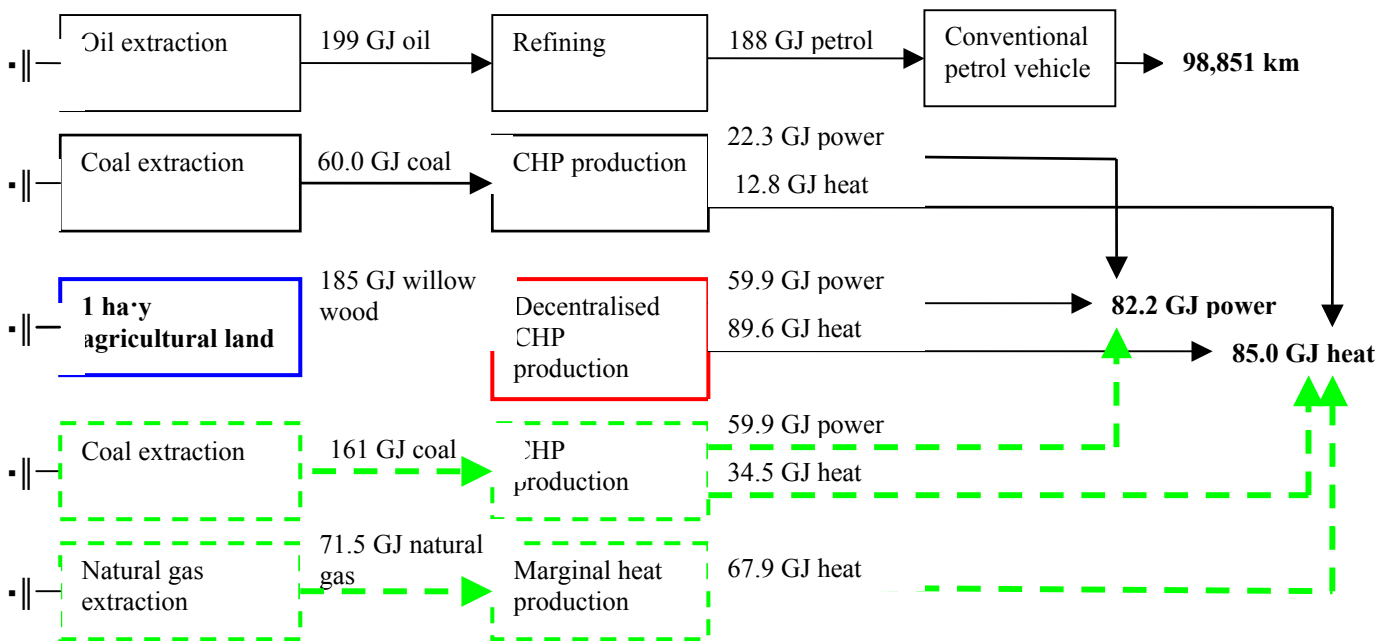 Oil extraction
199 GJ oil
Refining
188 GJ petrol
Conventional
petrol vehicle
98,851 km
Coal extraction
60.0 GJ coal
CHP production
22.3 GJ power
12.8 GJ heat
1 ha·y
agricultural land
185 GJ willow
wood
Decentralised
CHP
production
59.9 GJ power
89.6 GJ heat
82.2 GJ power
85.0 GJ heat
Coal extraction
161 GJ coal
CHP
production
59.9 GJ power
34.5 GJ heat
Natural gas
extraction
71.5 GJ natural
gas
Marginal heat
production
67.9 GJ heat